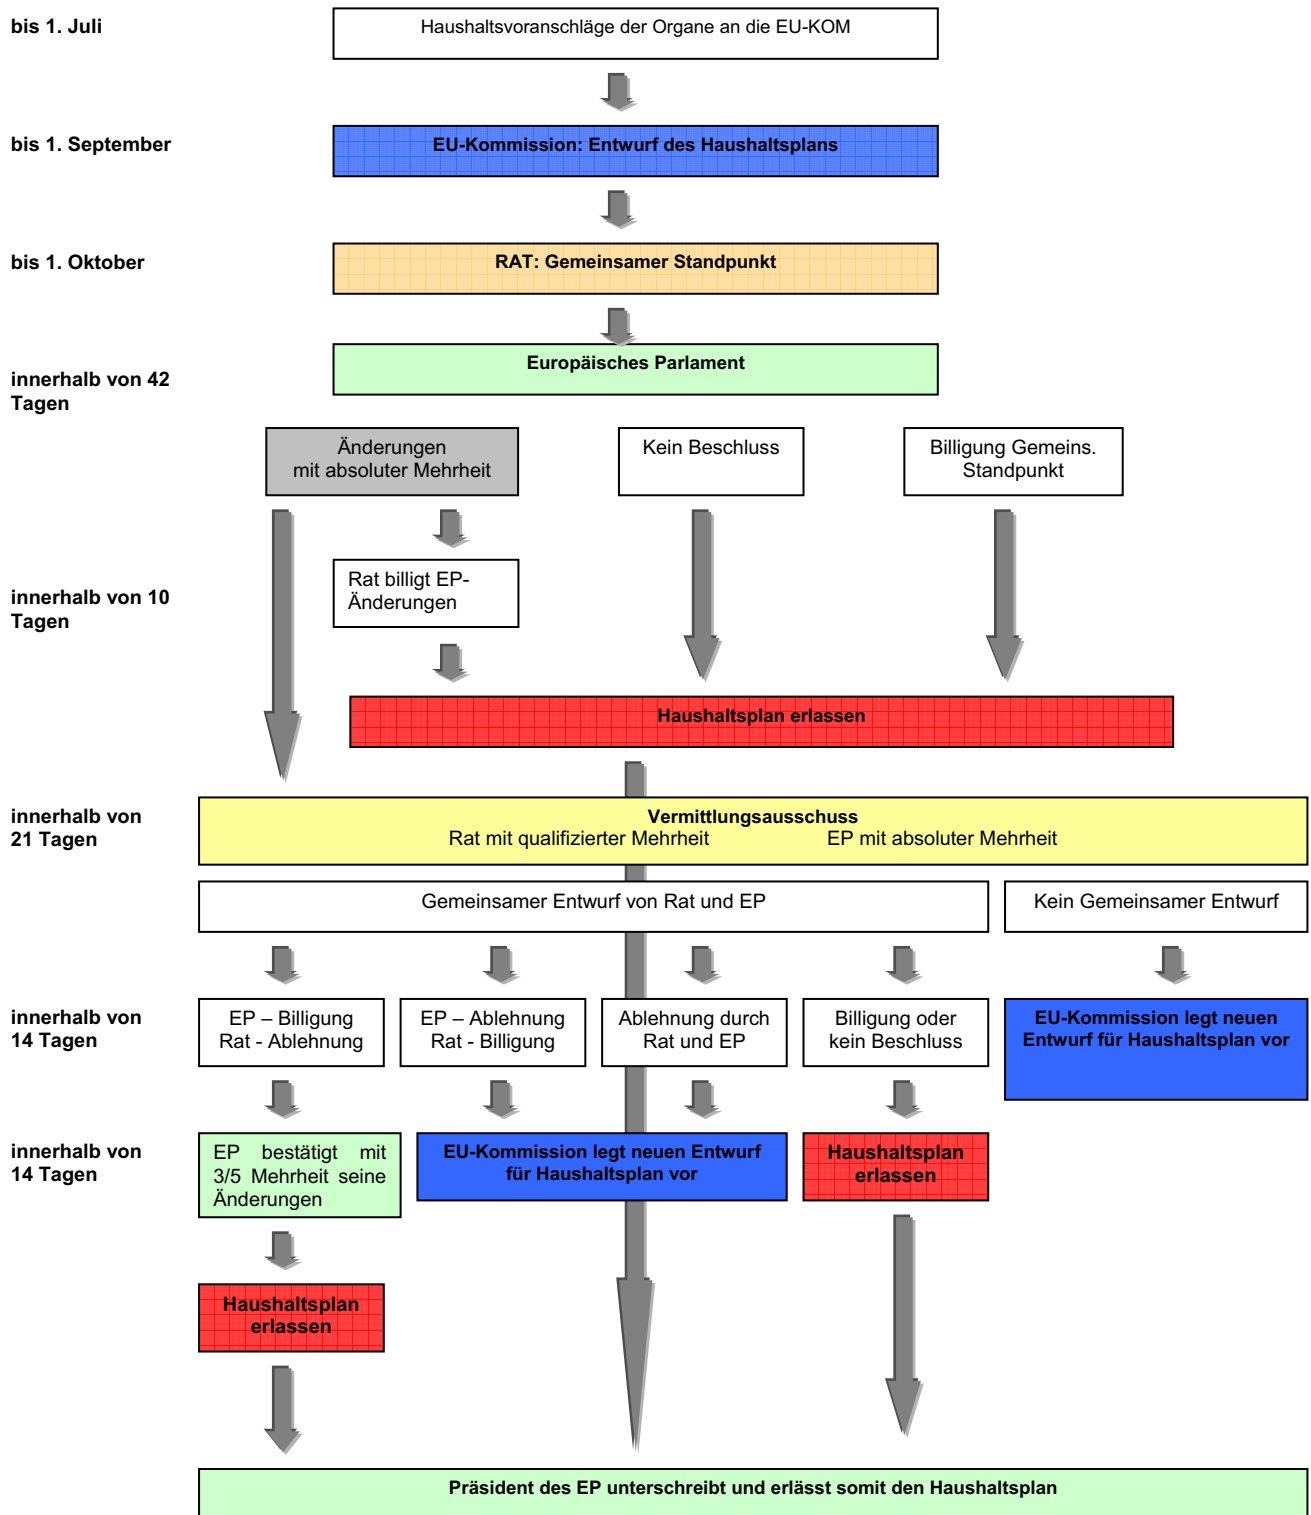 bis 1. Juli
Haushaltsvoranschläge der Organe an die EU-KOM
bis 1. September
EU-Kommission: Entwurf des Haushaltsplans
bis 1. Oktober
RAT: Gemeinsamer Standpunkt
Europäisches Parlament
innerhalb von 42
Tagen
Änderungen
mit absoluter Mehrheit
Kein Beschluss
Billigung Gemeins.
Standpunkt
innerhalb von 10
Tagen
Rat billigt EP-
Änderungen
Haushaltsplan erlassen
innerhalb von
21 Tagen
Vermittlungsausschuss
Rat mit qualifizierter Mehrheit EP mit absoluter Mehrheit
Gemeinsamer Entwurf von Rat und EP
Kein Gemeinsamer Entwurf
innerhalb von
14 Tagen
EP – Billigung
Rat - Ablehnung
EP – Ablehnung
Rat - Billigung
Ablehnung durch
Rat und EP
Billigung oder
kein Beschluss
EU-Kommission legt neuen
Entwurf für Haushaltsplan vor
innerhalb von
14 Tagen
EP bestätigt mit
3/5 Mehrheit seine
Änderungen
EU-Kommission legt neuen Entwurf
für Haushaltsplan vor
Haushaltsplan
erlassen
Haushaltsplan
erlassen
Präsident des EP unterschreibt und erlässt somit den Haushaltsplan